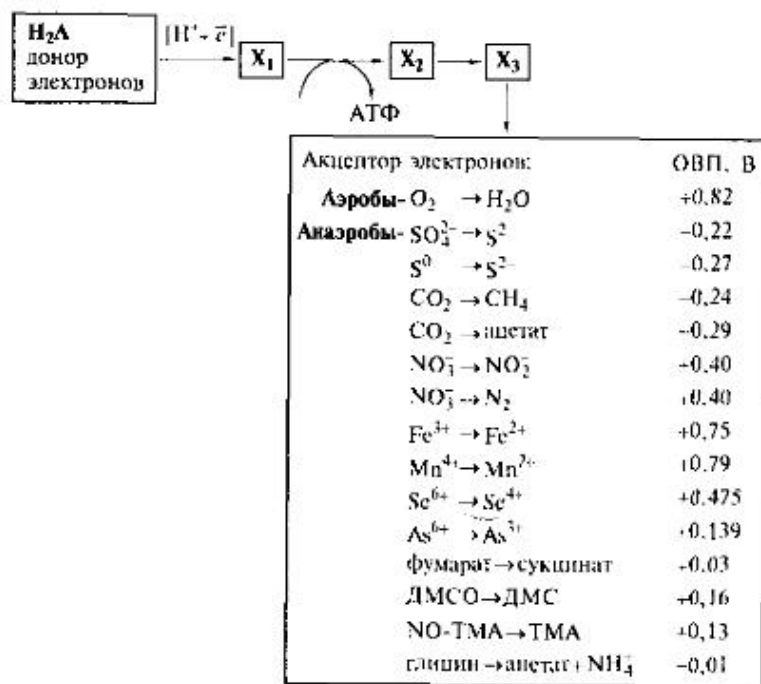 H₂A
донор
электронов
[H⁺ + e̅]
X₁
X₂
X₃
АТФ
Акцептор электронов: ОВП, В
Аэробы- O₂ → H₂O +0.82
Анаэробы- SO₄²⁻ → S² −0,22
S⁰ → S²⁻ −0.27
CO₂ → CH₄ −0,24
CO₂ → ацетат −0.29
NO₃⁻ → NO₂⁻ +0.40
NO₃⁻ → N₂ +0.40
Fe³⁺ → Fe²⁺ +0,75
Mn⁴⁺ → Mn²⁺ +0.79
Se⁶⁺ → Se⁴⁺ +0.475
As⁶⁺ → As³⁺ +0.139
фумарат → сукцинат +0.03
ДМСО → ДМС +0,16
NO-ТМА → ТМА +0,13
глицин → ацетат + NH₄⁺ −0,01